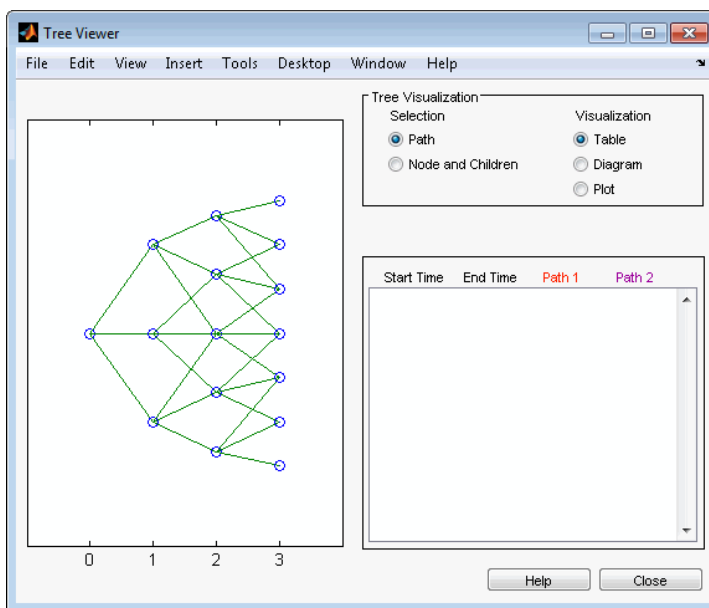 Tree Viewer
File Edit View Insert Tools Desktop Window Help
Tree Visualization
Selection Visualization
Path Table
Node and Children Diagram
Plot
Start Time End Time Path 1 Path 2
0 1 2 3
Help Close